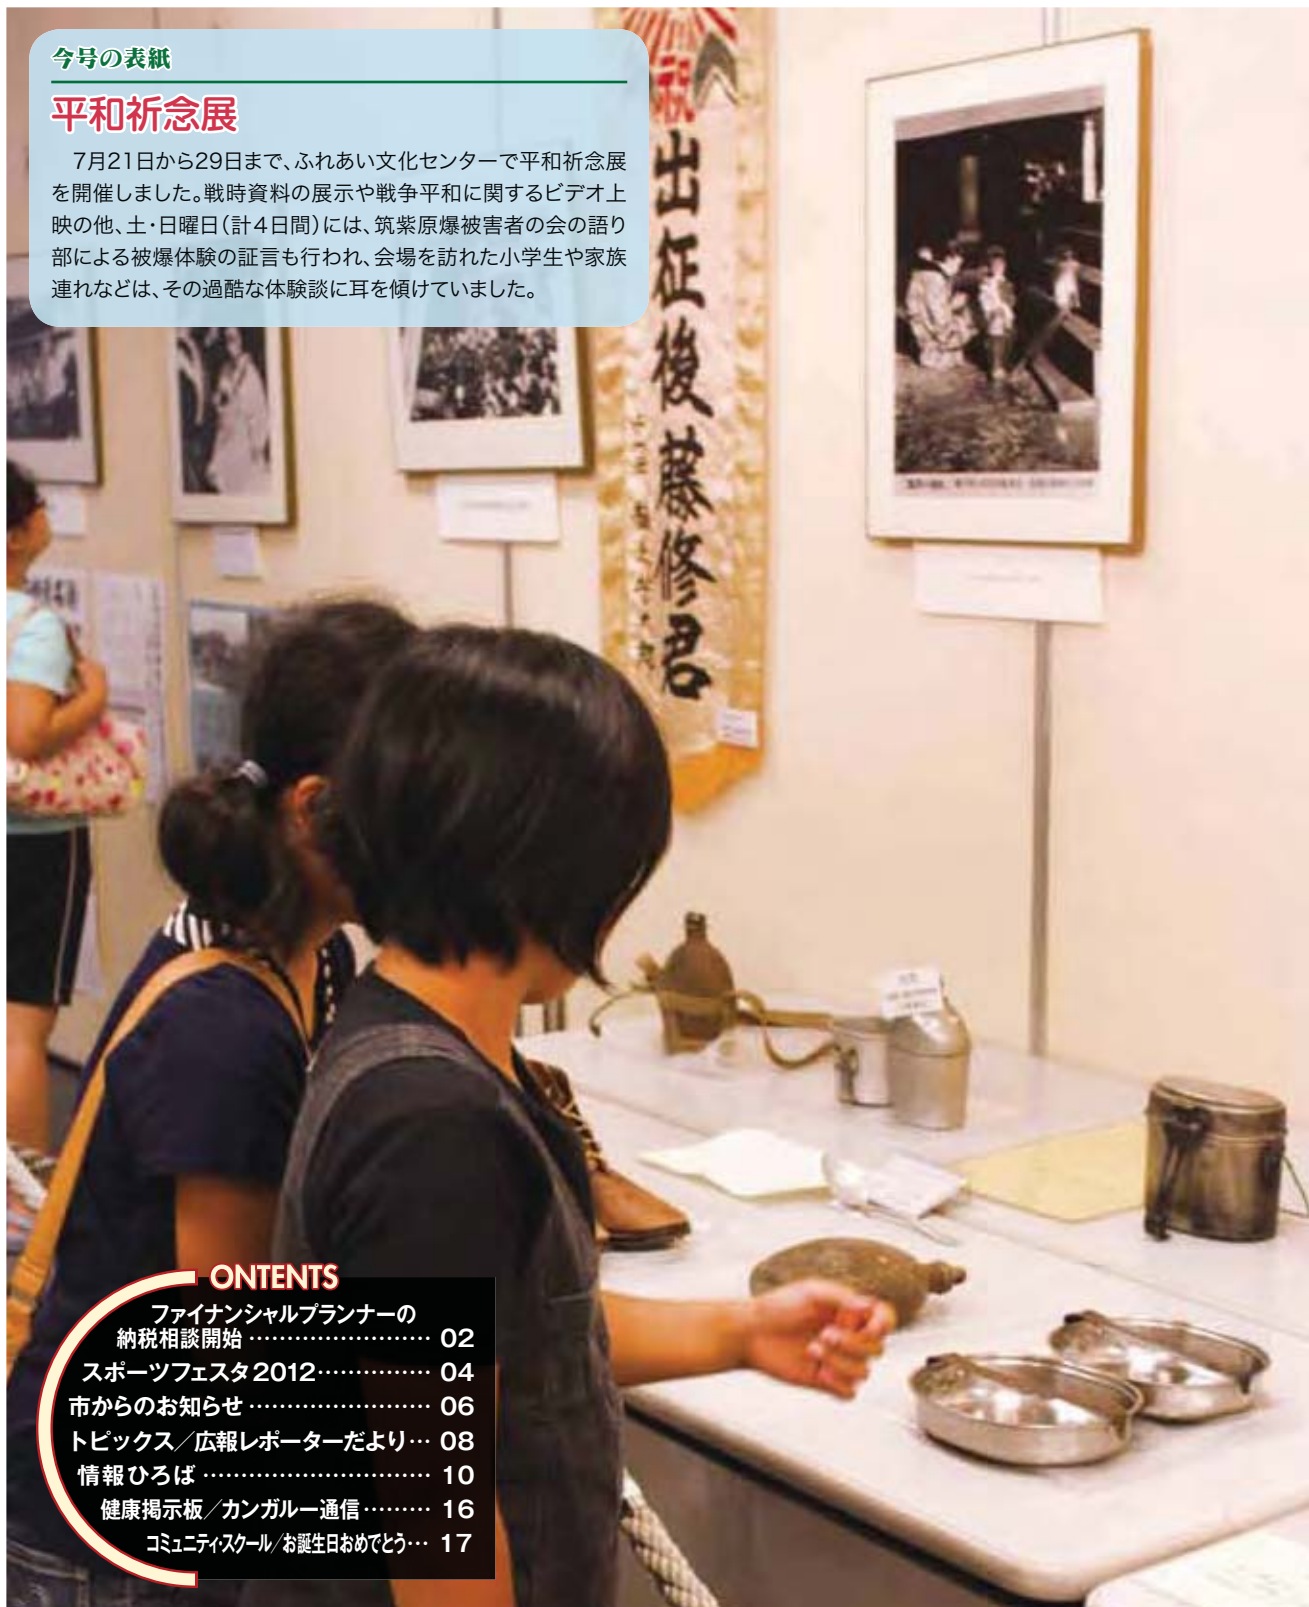 今号の表紙
平和祈念展
7月21日から29日まで、ふれあい文化センターで平和祈念展
を開催しました。戦時資料の展示や戦争平和に関するビデオ上
映の他、土・日曜日（計4日間）には、筑紫原爆被害者の会の語り
部による被爆体験の証言も行われ、会場を訪れた小学生や家族
連れなどは、その過酷な体験談に耳を傾けていました。
祝出征後藤修君
CONTENTS
ファイナンシャルプランナーの
納税相談開始…………………… 02
スポーツフェスタ2012…………… 04
市からのお知らせ…………………… 06
トピックス／広報レポーターだより… 08
情報ひろば………………………… 10
健康掲示板／カンガルー通信……… 16
コミュニティ・スクール／お誕生日おめでとう… 17